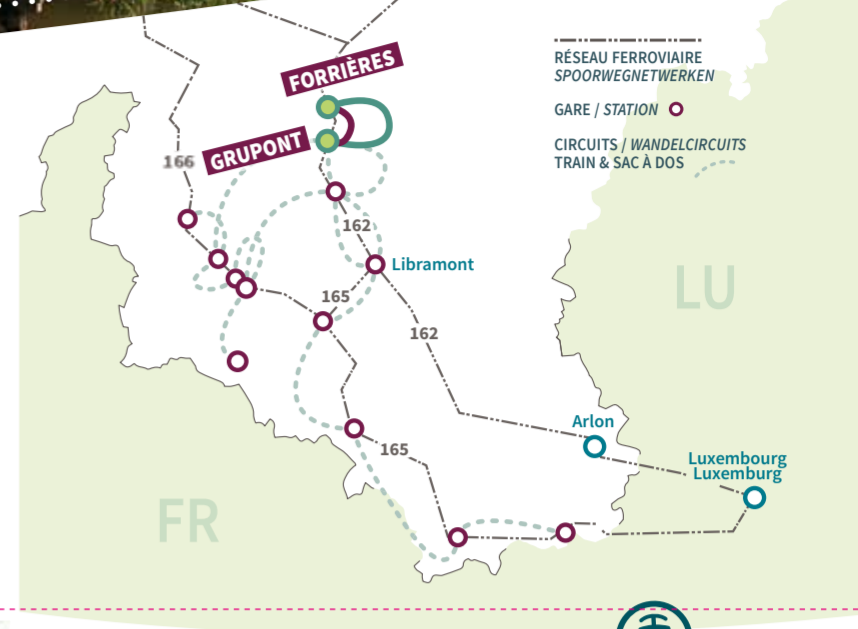 RÉSEAU FERROVIAIRE
SPOORWEGNETWERKEN
FORRIÈRES
GARE / STATION
GRUPONT
CIRCUITS / WANDELCIRCUITS
TRAIN & SAC À DOS
166
162
Libramont
LU
165
162
Arlon
165
Luxembourg
Luxemburg
FR